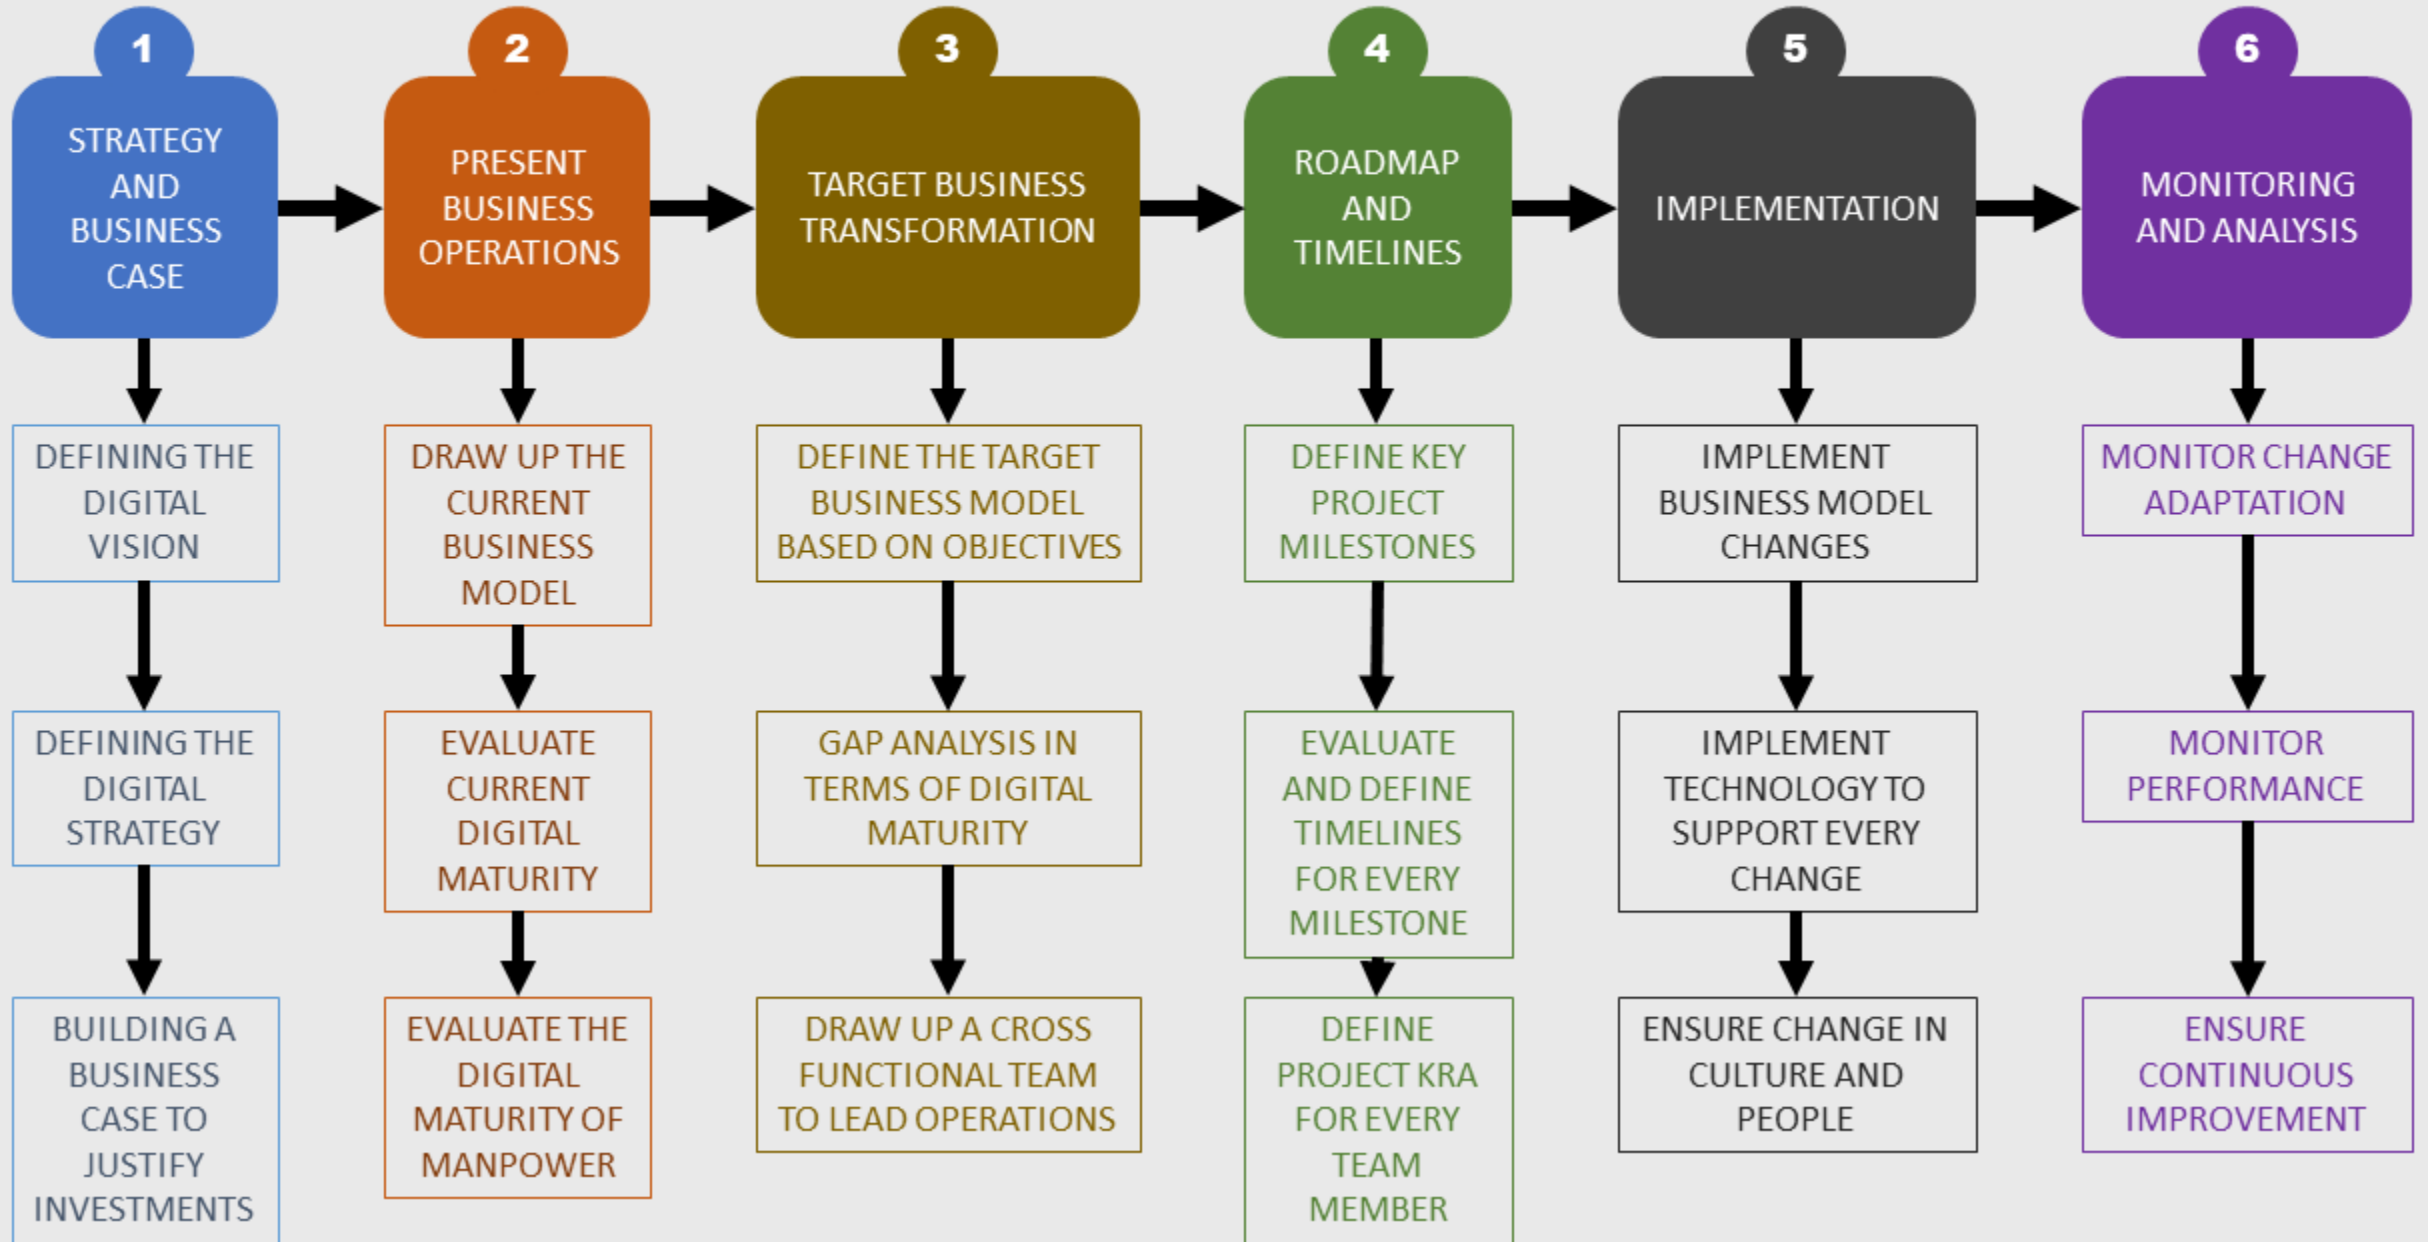 1
STRATEGY
AND
BUSINESS
CASE
DEFINING THE
DIGITAL
VISION
DEFINING THE
DIGITAL
STRATEGY
BUILDING A
BUSINESS
CASE TO
JUSTIFY
INVESTMENTS
2
PRESENT
BUSINESS
OPERATIONS
DRAW UP THE
CURRENT
BUSINESS
MODEL
EVALUATE
CURRENT
DIGITAL
MATURITY
EVALUATE THE
DIGITAL
MATURITY OF
MANPOWER
3
TARGET BUSINESS
TRANSFORMATION
DEFINE THE TARGET
BUSINESS MODEL
BASED ON OBJECTIVES
GAP ANALYSIS IN
TERMS OF DIGITAL
MATURITY
DRAW UP A CROSS
FUNCTIONAL TEAM
TO LEAD OPERATIONS
4
ROADMAP
AND
TIMELINES
DEFINE KEY
PROJECT
MILESTONES
EVALUATE
AND DEFINE
TIMELINES
FOR EVERY
MILESTONE
DEFINE
PROJECT KRA
FOR EVERY
TEAM
MEMBER
5
IMPLEMENTATION
IMPLEMENT
BUSINESS MODEL
CHANGES
IMPLEMENT
TECHNOLOGY TO
SUPPORT EVERY
CHANGE
ENSURE CHANGE IN
CULTURE AND
PEOPLE
6
MONITORING
AND ANALYSIS
MONITOR CHANGE
ADAPTATION
MONITOR
PERFORMANCE
ENSURE
CONTINUOUS
IMPROVEMENT